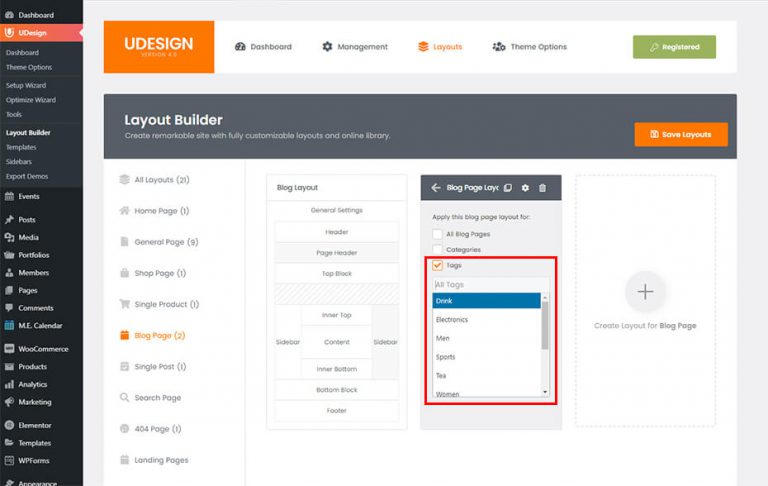 Dashboard
UDesign
Dashboard
Theme Options
Setup Wizard
Optimize Wizard
Tools
Layout Builder
Templates
Sidebars
Export Demos
Events
Posts
Media
Portfolios
Members
Pages
Comments
M.E. Calendar
WooCommerce
Products
Analytics
Marketing
Elementor
Templates
WPForms
Appearance
UDESIGN
VERSION 4.0
Dashboard
Management
Layouts
Theme Options
Registered
Layout Builder
Create remarkable site with fully customizable layouts and online library.
Save Layouts
All Layouts (21)
Home Page (1)
General Page (9)
Shop Page (1)
Single Product (1)
Blog Page (2)
Single Post (1)
Search Page
404 Page (1)
Landing Pages
Blog Layout
General Settings
Header
Page Header
Top Block
Inner Top
Sidebar Content Sidebar
Inner Bottom
Bottom Block
Footer
Blog Page Layo
Apply this blog page layout for:
All Blog Pages
Categories
Tags
All Tags
Drink
Electronics
Men
Sports
Tea
Women
Create Layout for Blog Page